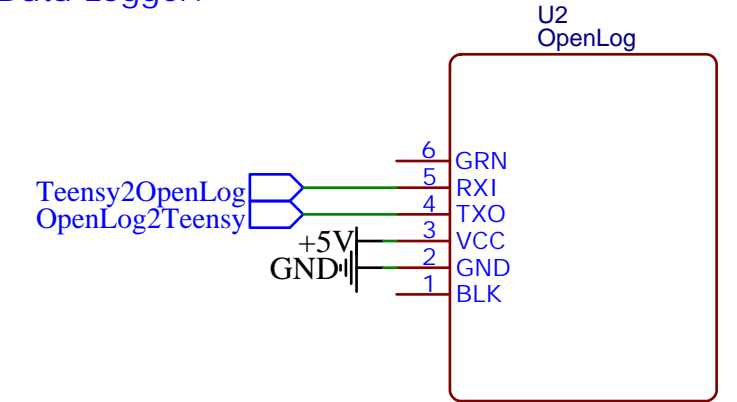 Data Logger:
U2
OpenLog
6 GRN
Teensy2OpenLog 5 RXI
OpenLog2Teensy 4 TXO
+5V 3 VCC
GND 2 GND
1 BLK